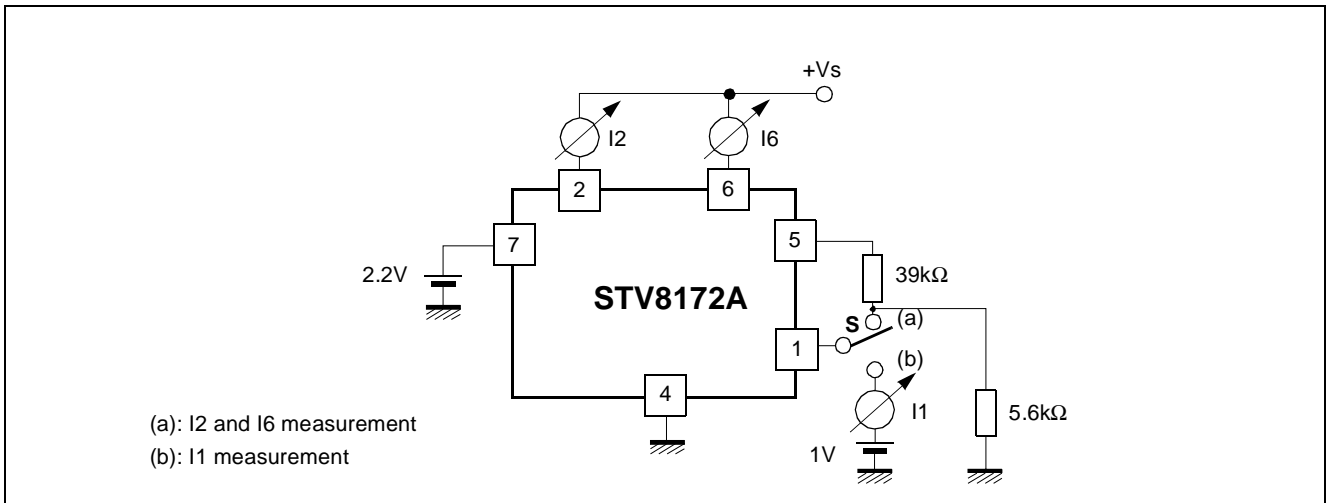 +Vs
I2
I6
2
6
7
5
2.2V
39kΩ
STV8172A
S
(a)
1
(b)
4
I1
5.6kΩ
(a): I2 and I6 measurement
(b): I1 measurement
1V